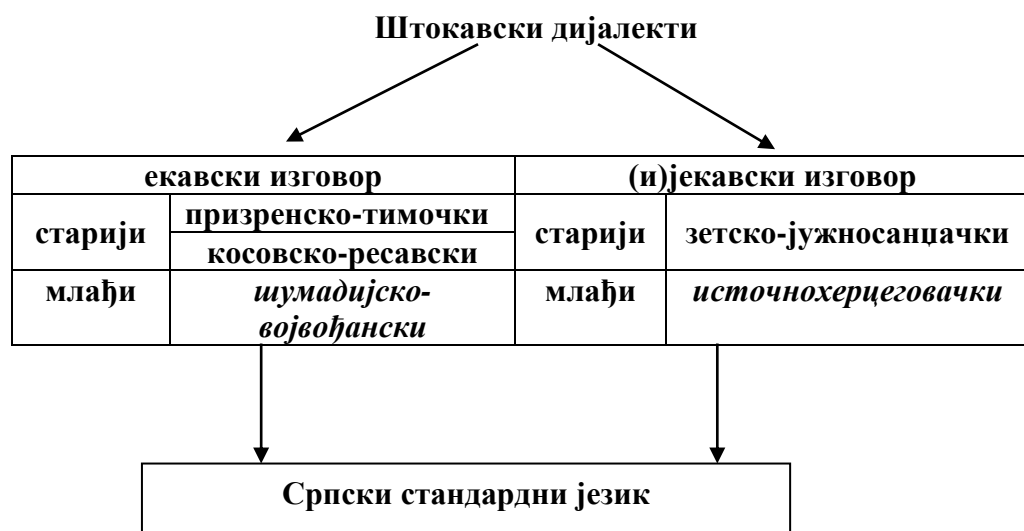 Штокавски дијалекти
екавски изговор
(и)јекавски изговор
старији
призренско-тимочки
косовско-ресавски
старији
зетско-јужносанџачки
млађи
шумадијско-
војвођански
млађи
источнохерцеговачки
Српски стандардни језик